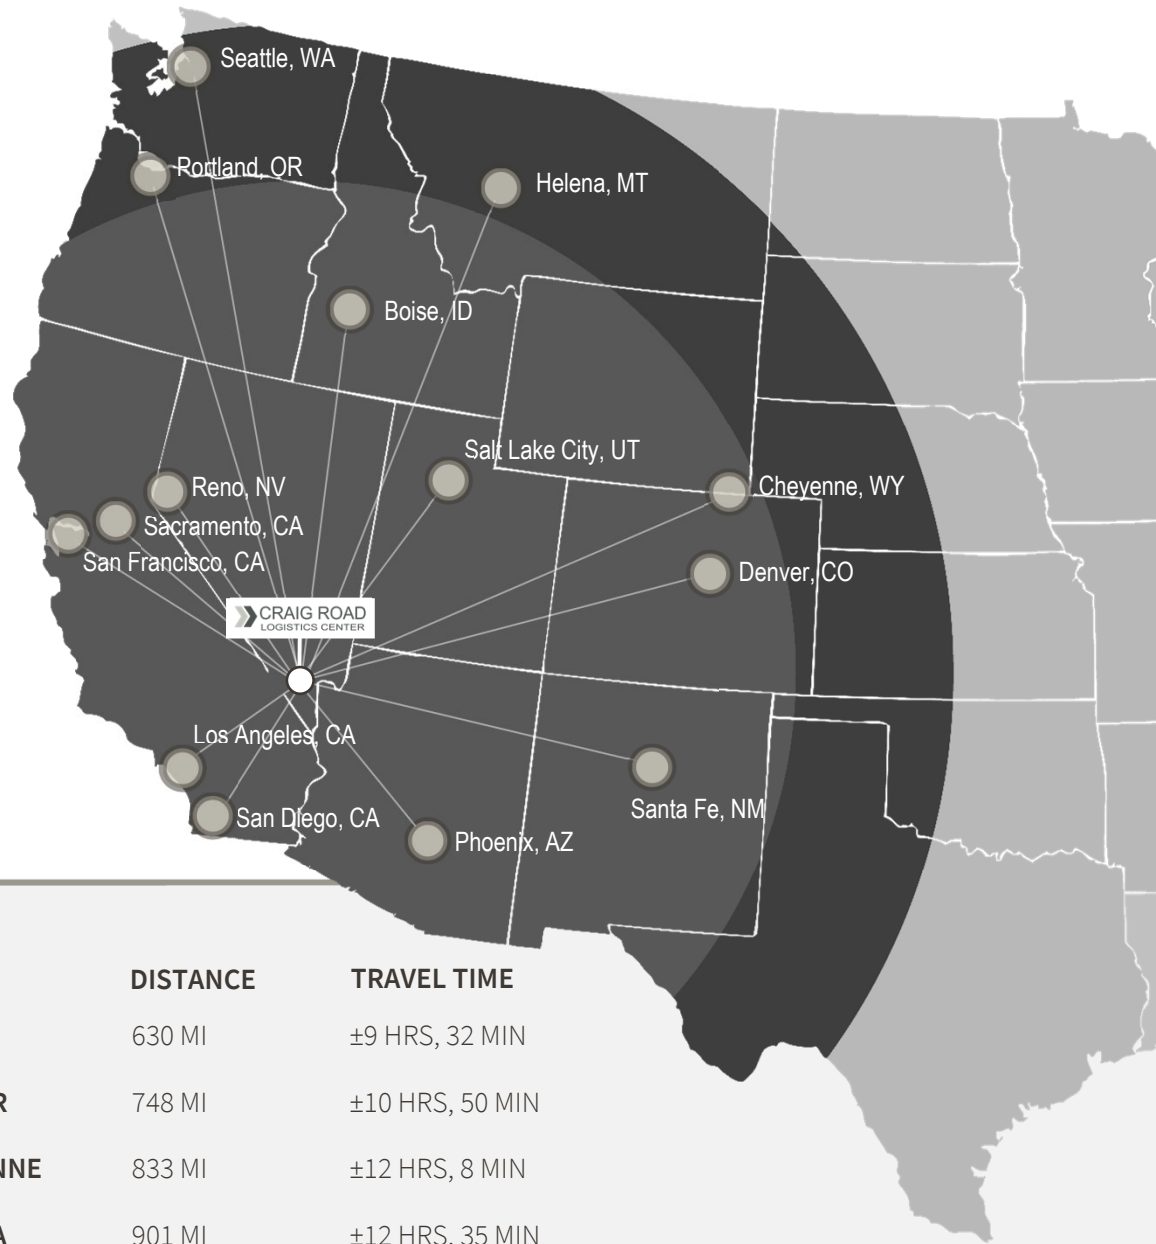 Seattle, WA
Portland, OR
Helena, MT
Boise, ID
Salt Lake City, UT
Reno, NV
Cheyenne, WY
Sacramento, CA
San Francisco, CA
Denver, CO
CRAIG ROAD
LOGISTICS CENTER
Los Angeles, CA
Santa Fe, NM
San Diego, CA
Phoenix, AZ
DISTANCE TRAVEL TIME
630 MI ±9 HRS, 32 MIN
R 748 MI ±10 HRS, 50 MIN
NNE 833 MI ±12 HRS, 8 MIN
A 901 MI ±12 HRS, 35 MIN